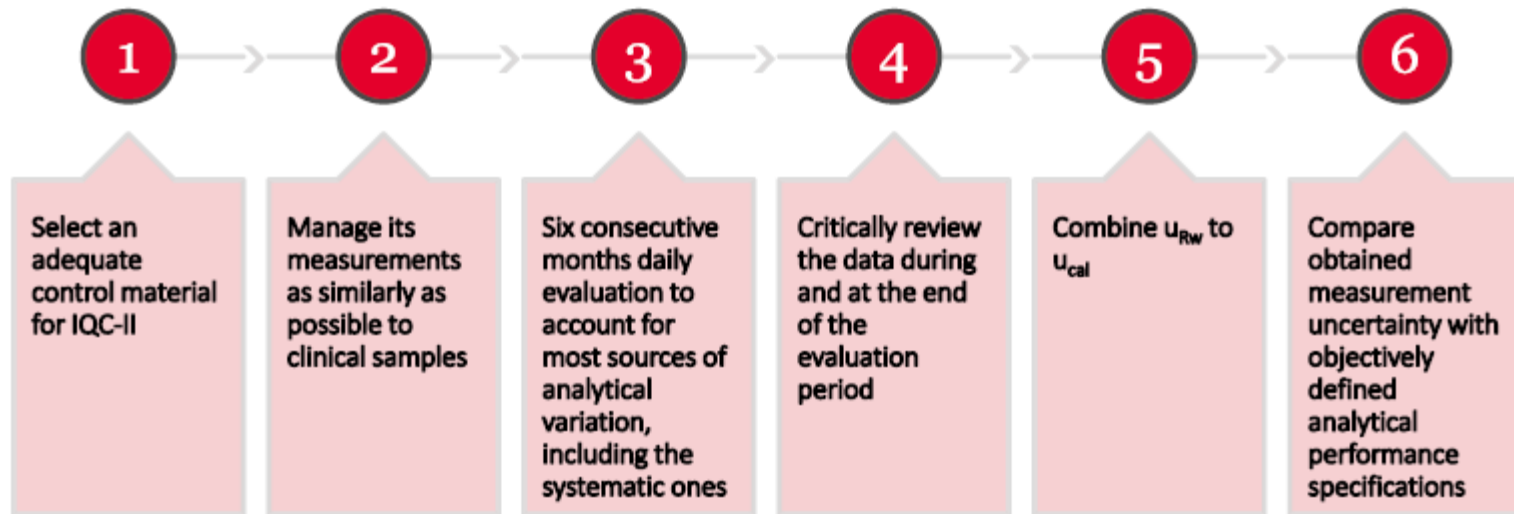 1
2
3
4
5
6
Select an
adequate
control material
for IQC-II
Manage its
measurements
as similarly as
possible to
clinical samples
Six consecutive
months daily
evaluation to
account for
most sources of
analytical
variation,
including the
systematic ones
Critically review
the data during
and at the end
of the
evaluation
period
Combine uRw to
ucal
Compare
obtained
measurement
uncertainty with
objectively
defined
analytical
performance
specifications